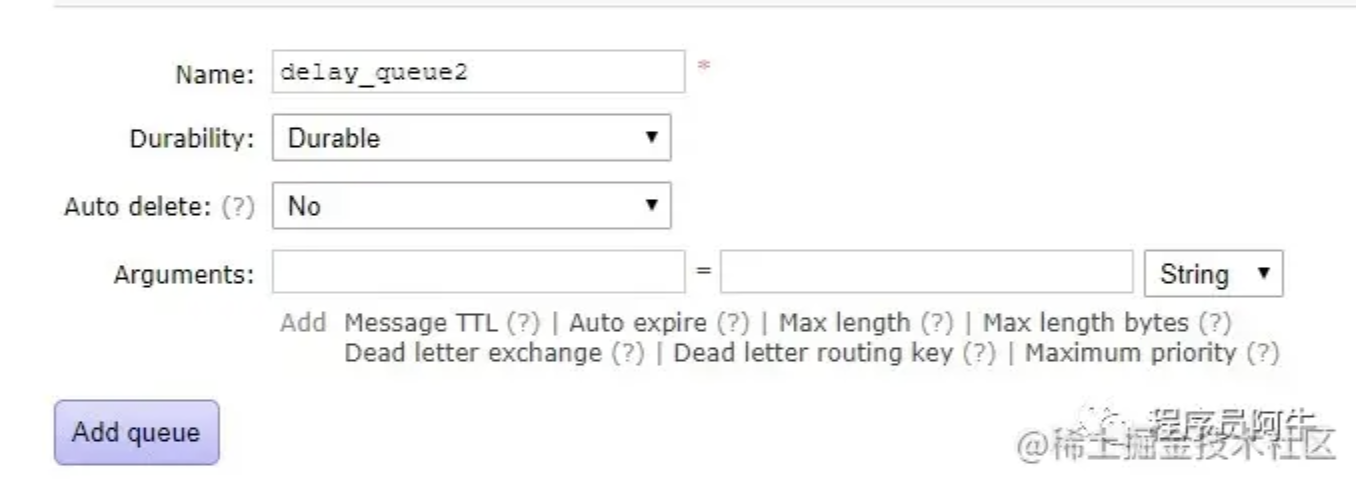 Name: delay_queue2 *
Durability: Durable ▼
Auto delete: (?) No ▼
Arguments: = String ▼
Add Message TTL (?) | Auto expire (?) | Max length (?) | Max length bytes (?)
Dead letter exchange (?) | Dead letter routing key (?) | Maximum priority (?)
Add queue
程序员阿牛
@稀土掘金技术社区